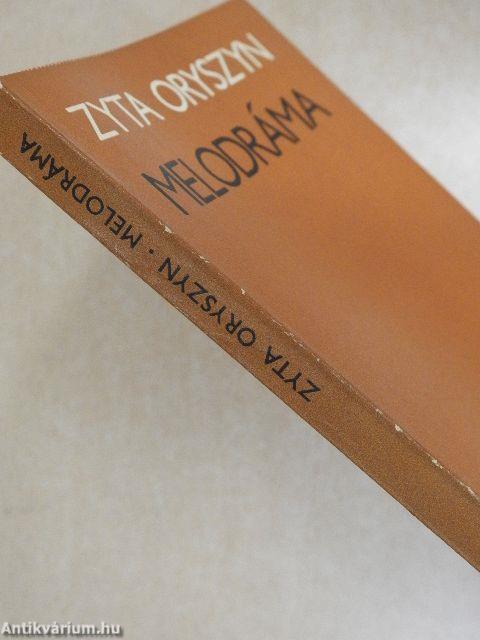 ZYTA ORYSZYN
MELODRÁMA
ZYTA ORYSZYN • MELODRÁMA
Antikvárium.hu